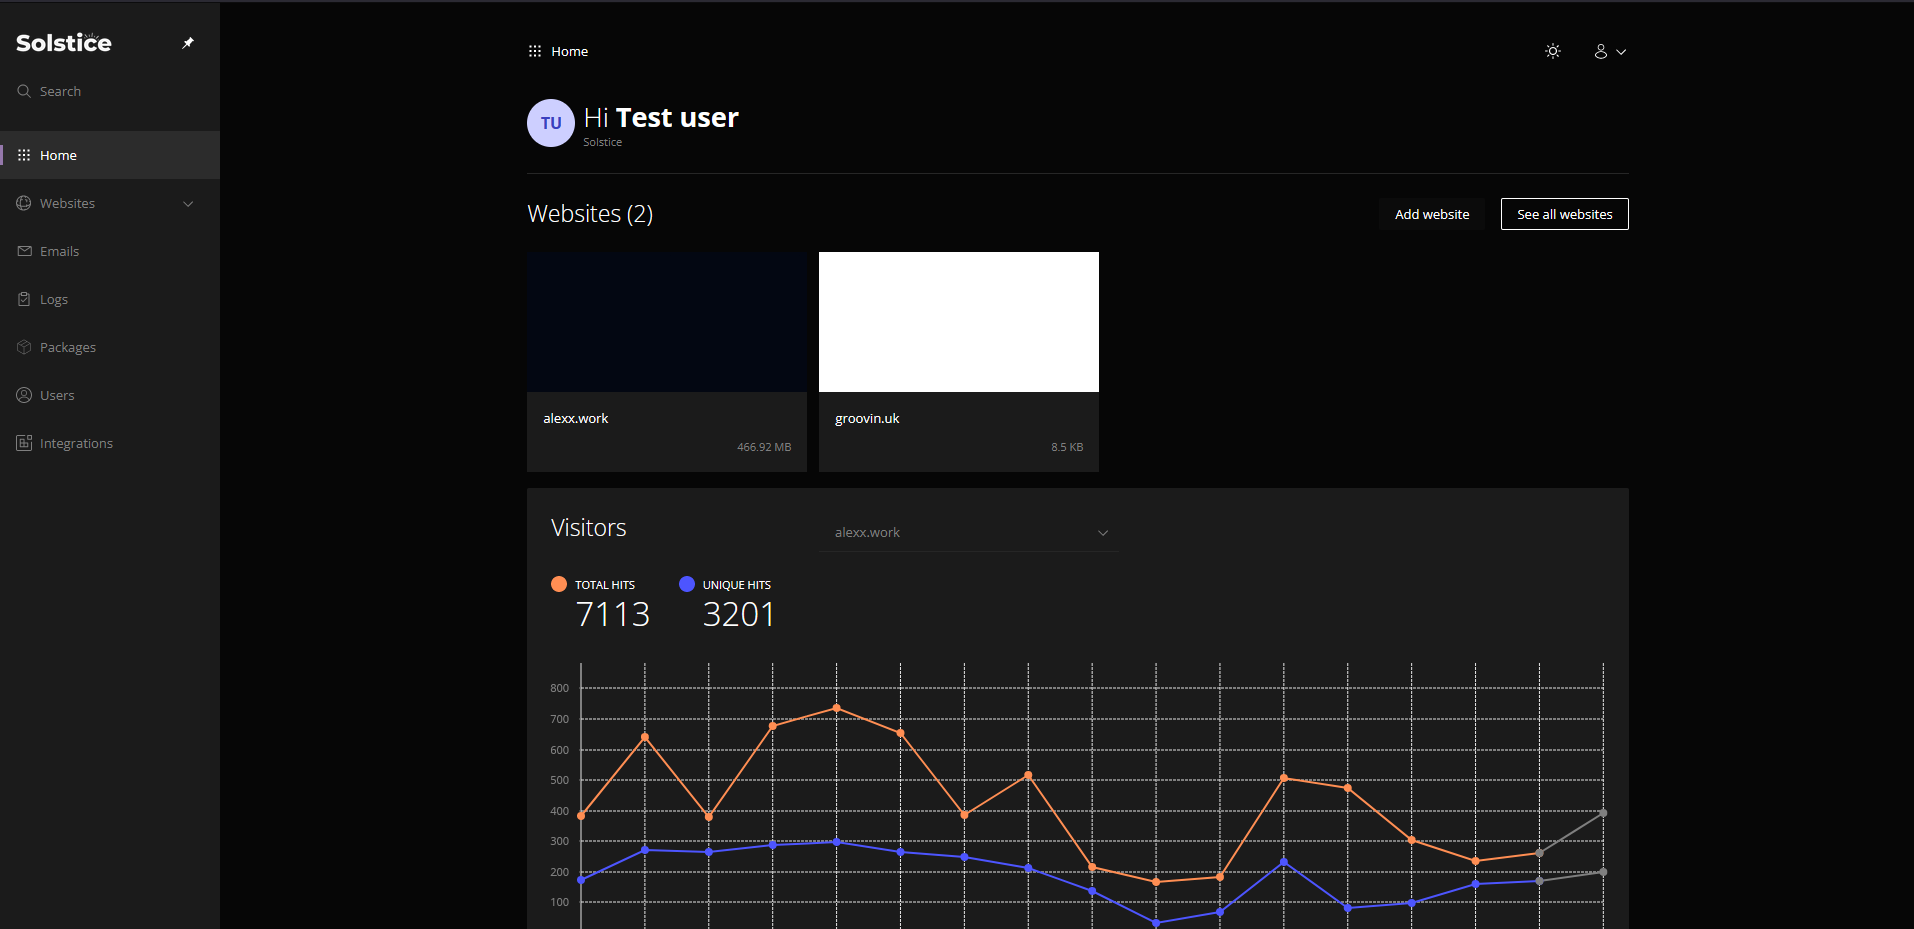 Solstice
Search
Home
Websites
Emails
Logs
Packages
Users
Integrations
Home
TU
Hi Test user
Solstice
Websites (2)
Add website
See all websites
alexx.work
466.92 MB
groovin.uk
8.5 KB
Visitors
alexx.work
TOTAL HITS
7113
UNIQUE HITS
3201
800
700
600
500
400
300
200
100